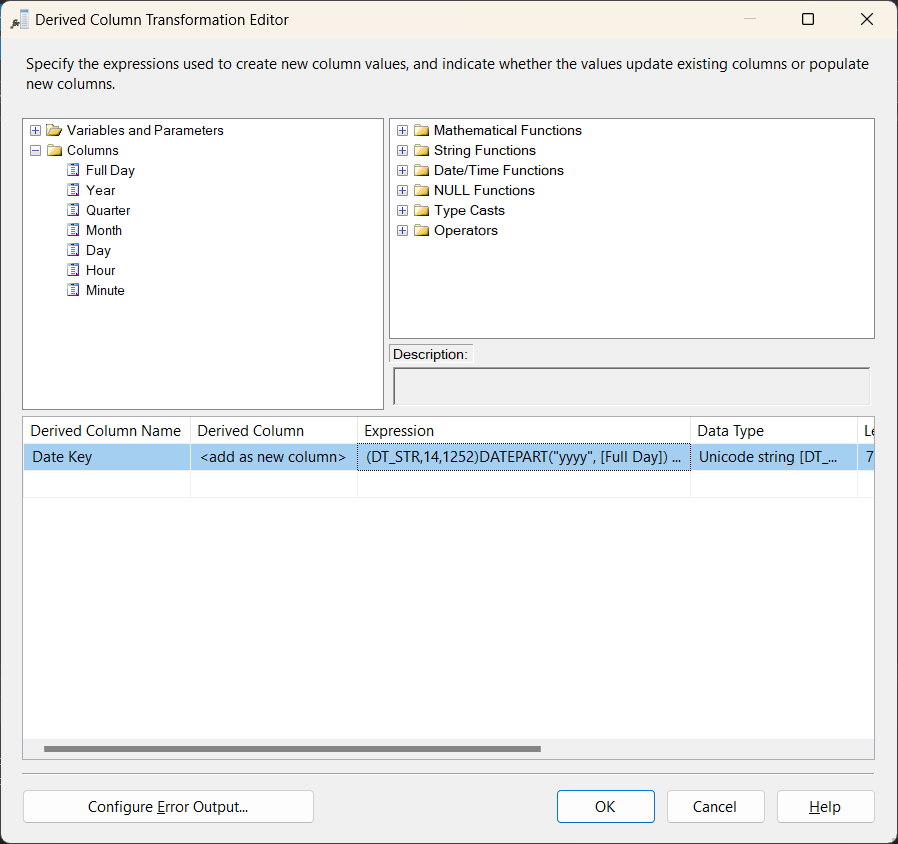 Derived Column Transformation Editor
Specify the expressions used to create new column values, and indicate whether the values update existing columns or populate
new columns.
Variables and Parameters
Columns
Full Day
Year
Quarter
Month
Day
Hour
Minute
Mathematical Functions
String Functions
Date/Time Functions
NULL Functions
Type Casts
Operators
Description:
Derived Column Name Derived Column Expression Data Type Le
Date Key <add as new column> (DT_STR,14,1252)DATEPART("yyyy", [Full Day]) ... Unicode string [DT_... 7
Configure Error Output... OK Cancel Help